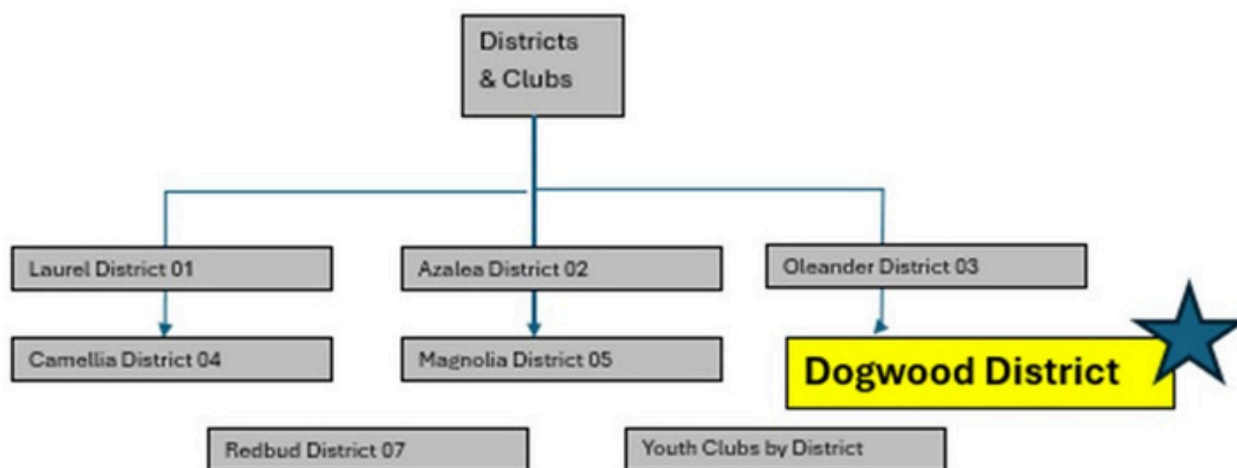 Districts
& Clubs
Laurel District 01
Azalea District 02
Oleander District 03
Camellia District 04
Magnolia District 05
Dogwood District
Redbud District 07
Youth Clubs by District